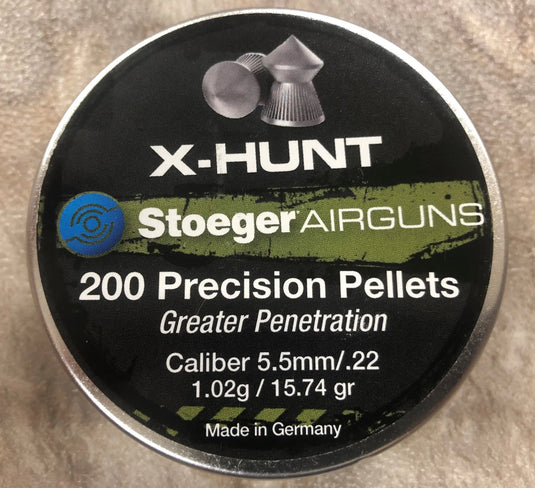 X-HUNT
Stoeger AIRGUNS
200 Precision Pellets
Greater Penetration
Caliber 5.5mm/.22
1.02g / 15.74 gr
Made in Germany